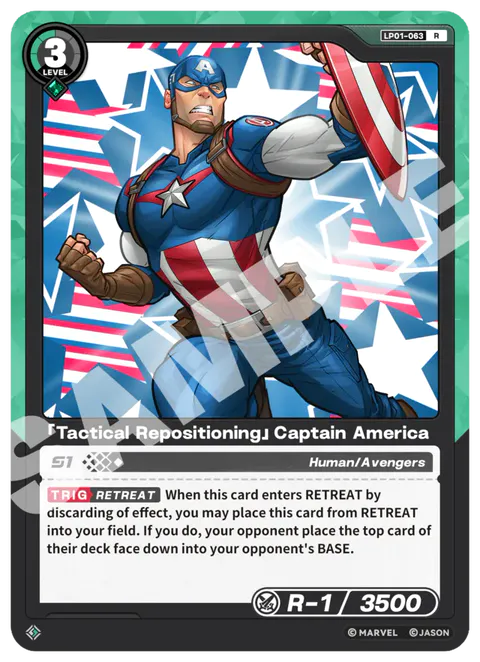 LP01-063 R
3
LEVEL
A
「Tactical Repositioning」 Captain America
S1
Human/Avengers
TRIG RETREAT When this card enters RETREAT by
discarding of effect, you may place this card from RETREAT
into your field. If you do, your opponent place the top card of
their deck face down into your opponent's BASE.
R-1 / 3500
© MARVEL © JASON
SAMPLE